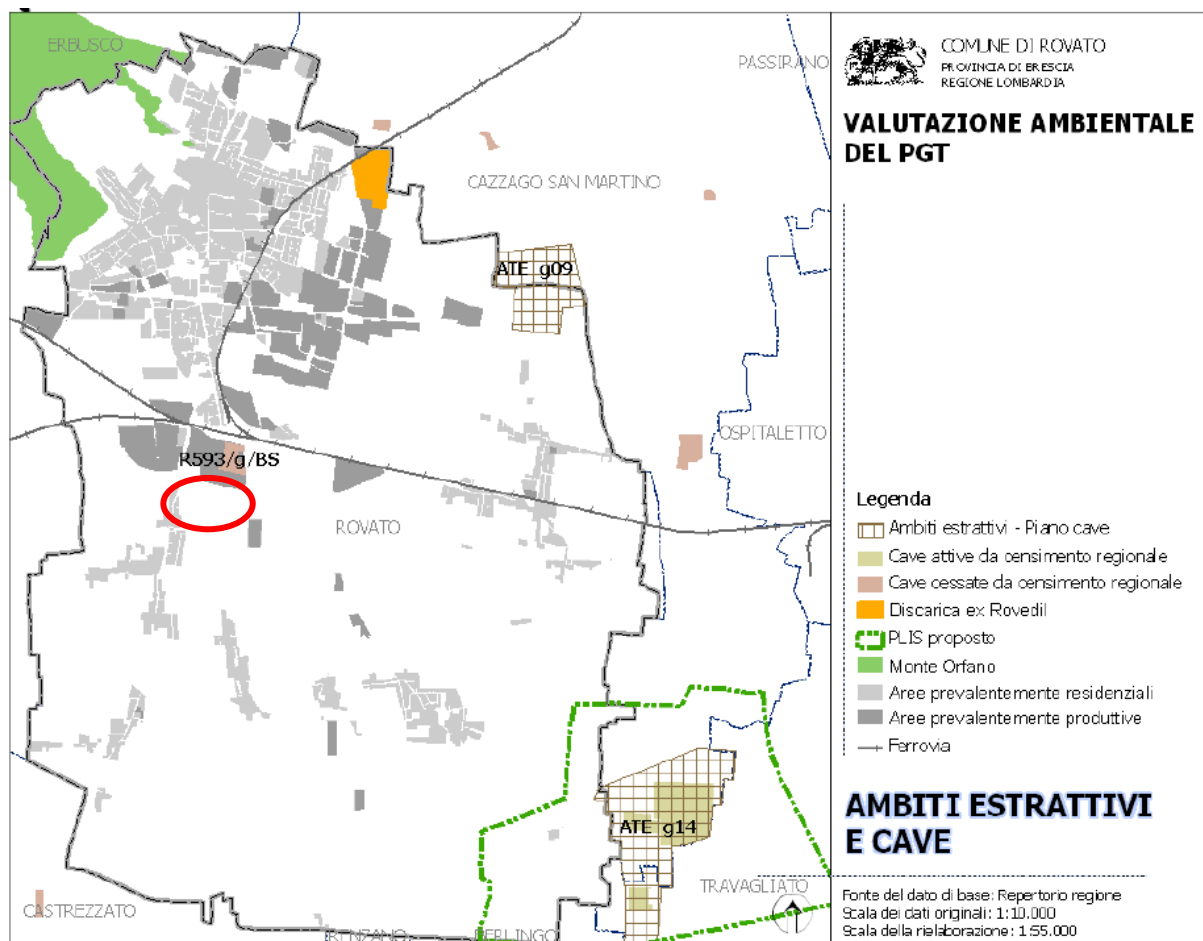 ERBUSCO
PASSIRANO
CAZZAGO SAN MARTINO
ATE g09
OSPITALETTO
R593/g/BS
ROVATO
ATE g14
TRAVAGLIATO
CASTREZZATO
BERLINGO
COMUNE DI ROVATO
PROVINCIA DI BRESCIA
REGIONE LOMBARDIA
VALUTAZIONE AMBIENTALE
DEL PGT
Legenda
Ambiti estrattivi - Piano cave
Cave attive da censimento regionale
Cave cessate da censimento regionale
Discarica ex Rovedil
PLIS proposto
Monte Orfano
Aree prevalentemente residenziali
Aree prevalentemente produttive
Ferrovia
AMBITI ESTRATTIVI
E CAVE
Fonte del dato di base: Repertorio regione
Scala dei dati originali: 1:10.000
Scala della rielaborazione: 1:55.000